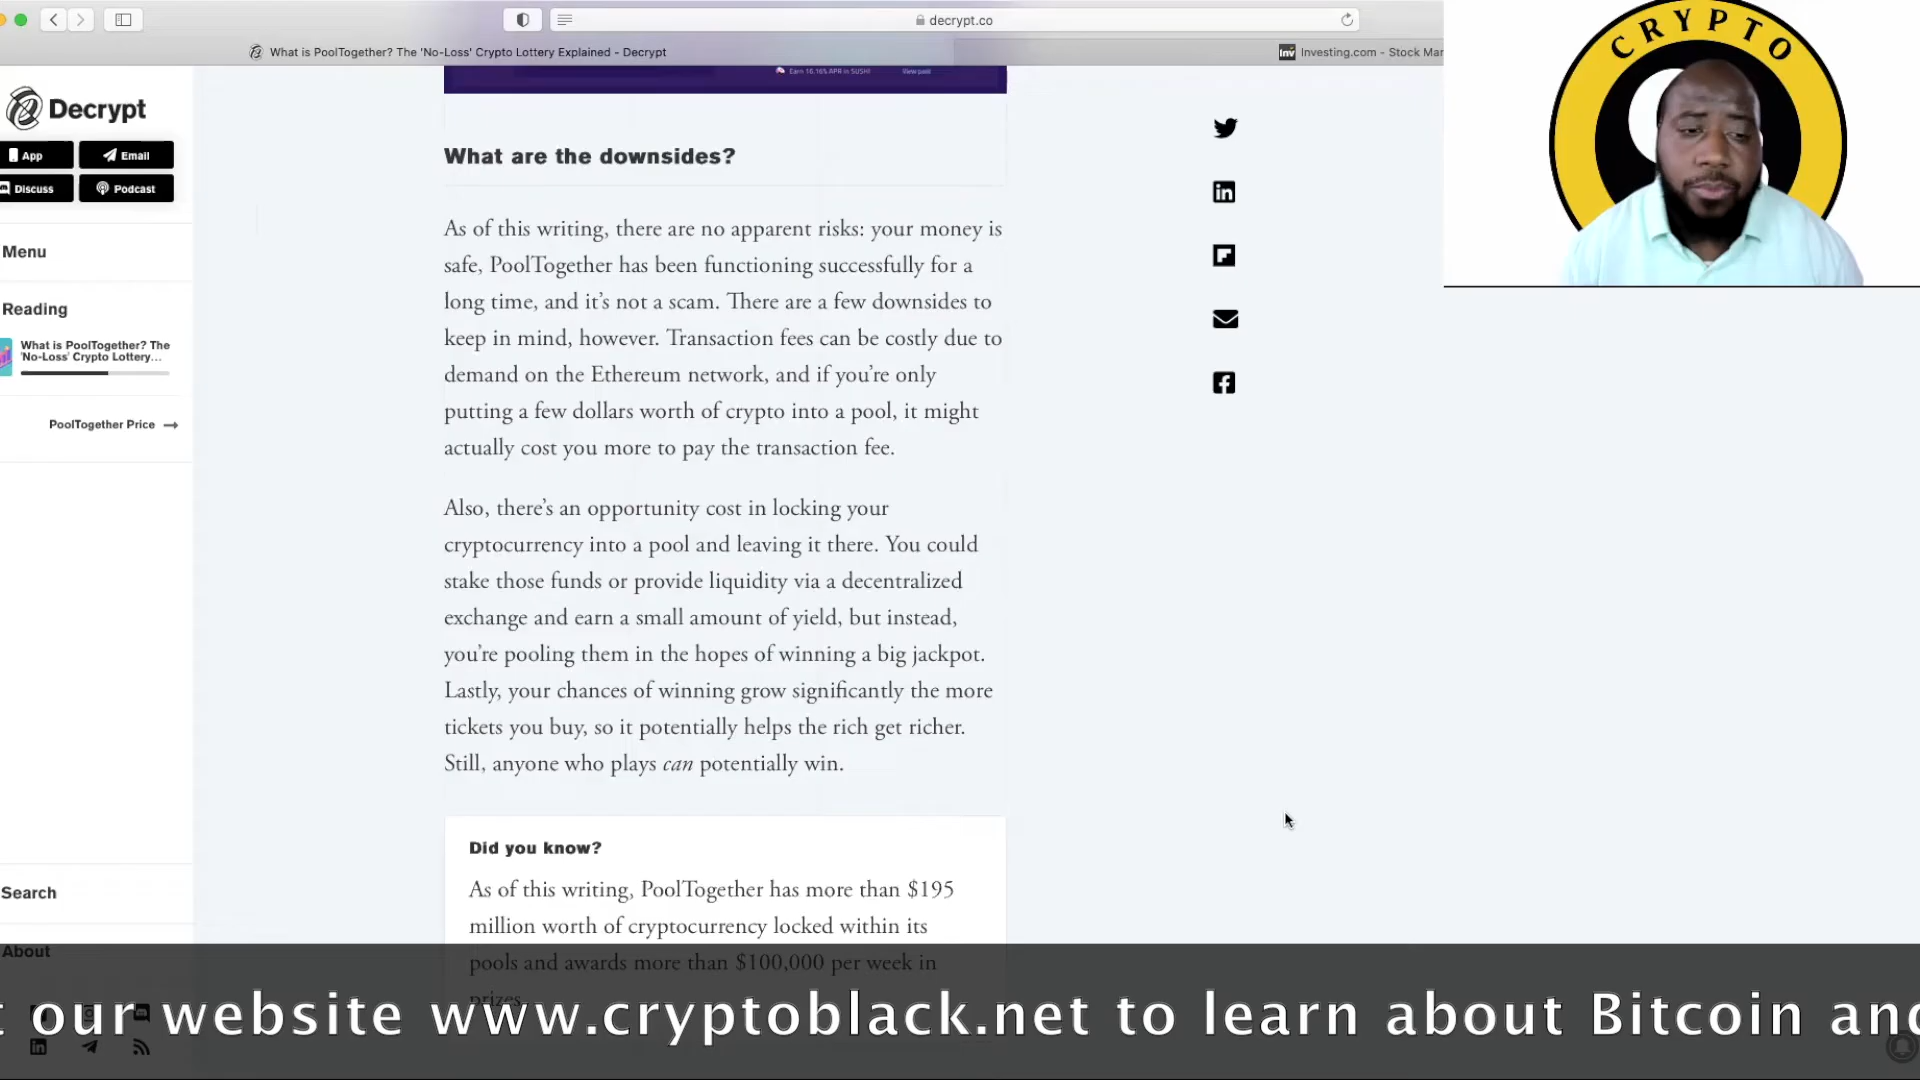 decrypt.co
What is PoolTogether? The 'No-Loss' Crypto Lottery Explained - Decrypt
Inv Investing.com - Stock Mar
CRYPTO
Decrypt
App
Email
Discuss
Podcast
Menu
Reading
What is PoolTogether? The
'No-Loss' Crypto Lottery...
PoolTogether Price →
Search
About
Earn 16.16% APR in SUSHI View pool
What are the downsides?
As of this writing, there are no apparent risks: your money is
safe, PoolTogether has been functioning successfully for a
long time, and it’s not a scam. There are a few downsides to
keep in mind, however. Transaction fees can be costly due to
demand on the Ethereum network, and if you’re only
putting a few dollars worth of crypto into a pool, it might
actually cost you more to pay the transaction fee.
Also, there’s an opportunity cost in locking your
cryptocurrency into a pool and leaving it there. You could
stake those funds or provide liquidity via a decentralized
exchange and earn a small amount of yield, but instead,
you’re pooling them in the hopes of winning a big jackpot.
Lastly, your chances of winning grow significantly the more
tickets you buy, so it potentially helps the rich get richer.
Still, anyone who plays can potentially win.
Did you know?
As of this writing, PoolTogether has more than $195
million worth of cryptocurrency locked within its
pools and awards more than $100,000 per week in
prizes.
t our website www.cryptoblack.net to learn about Bitcoin and